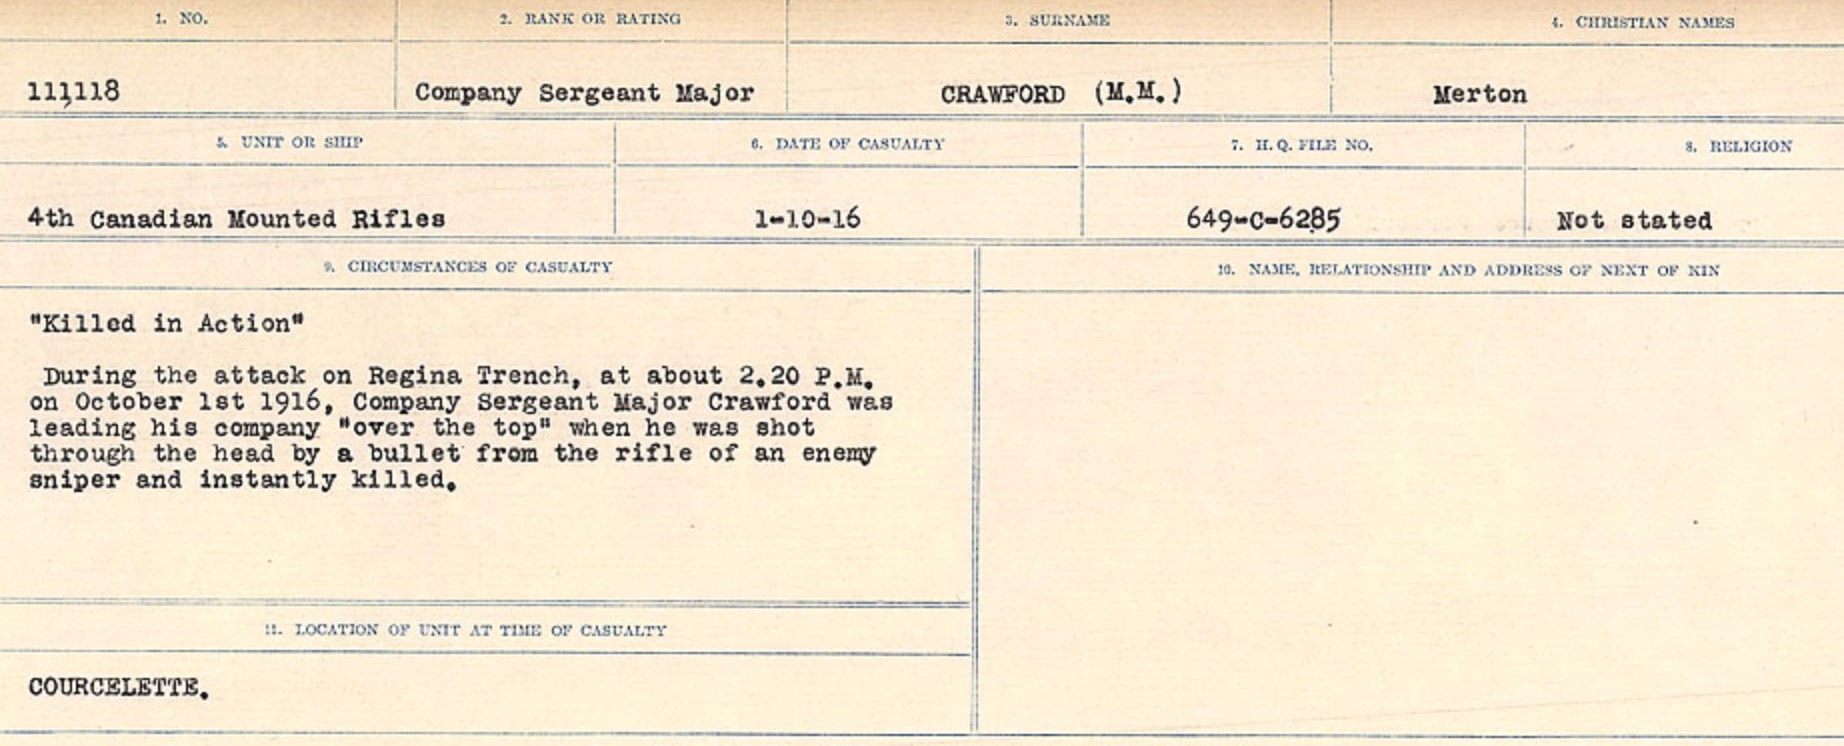 1. NO. 2. RANK OR RATING 3. SURNAME 4. CHRISTIAN NAMES
111118 Company Sergeant Major CRAWFORD (M.M.) Merton
5. UNIT OR SHIP 6. DATE OF CASUALTY 7. H.Q. FILE NO. 8. RELIGION
4th Canadian Mounted Rifles 1-10-16 649-C-6285 Not stated
9. CIRCUMSTANCES OF CASUALTY 10. NAME, RELATIONSHIP AND ADDRESS OF NEXT OF KIN
"Killed in Action"
During the attack on Regina Trench, at about 2.20 P.M.
on October 1st 1916, Company Sergeant Major Crawford was
leading his company "over the top" when he was shot
through the head by a bullet from the rifle of an enemy
sniper and instantly killed.
11. LOCATION OF UNIT AT TIME OF CASUALTY
COURCELETTE.